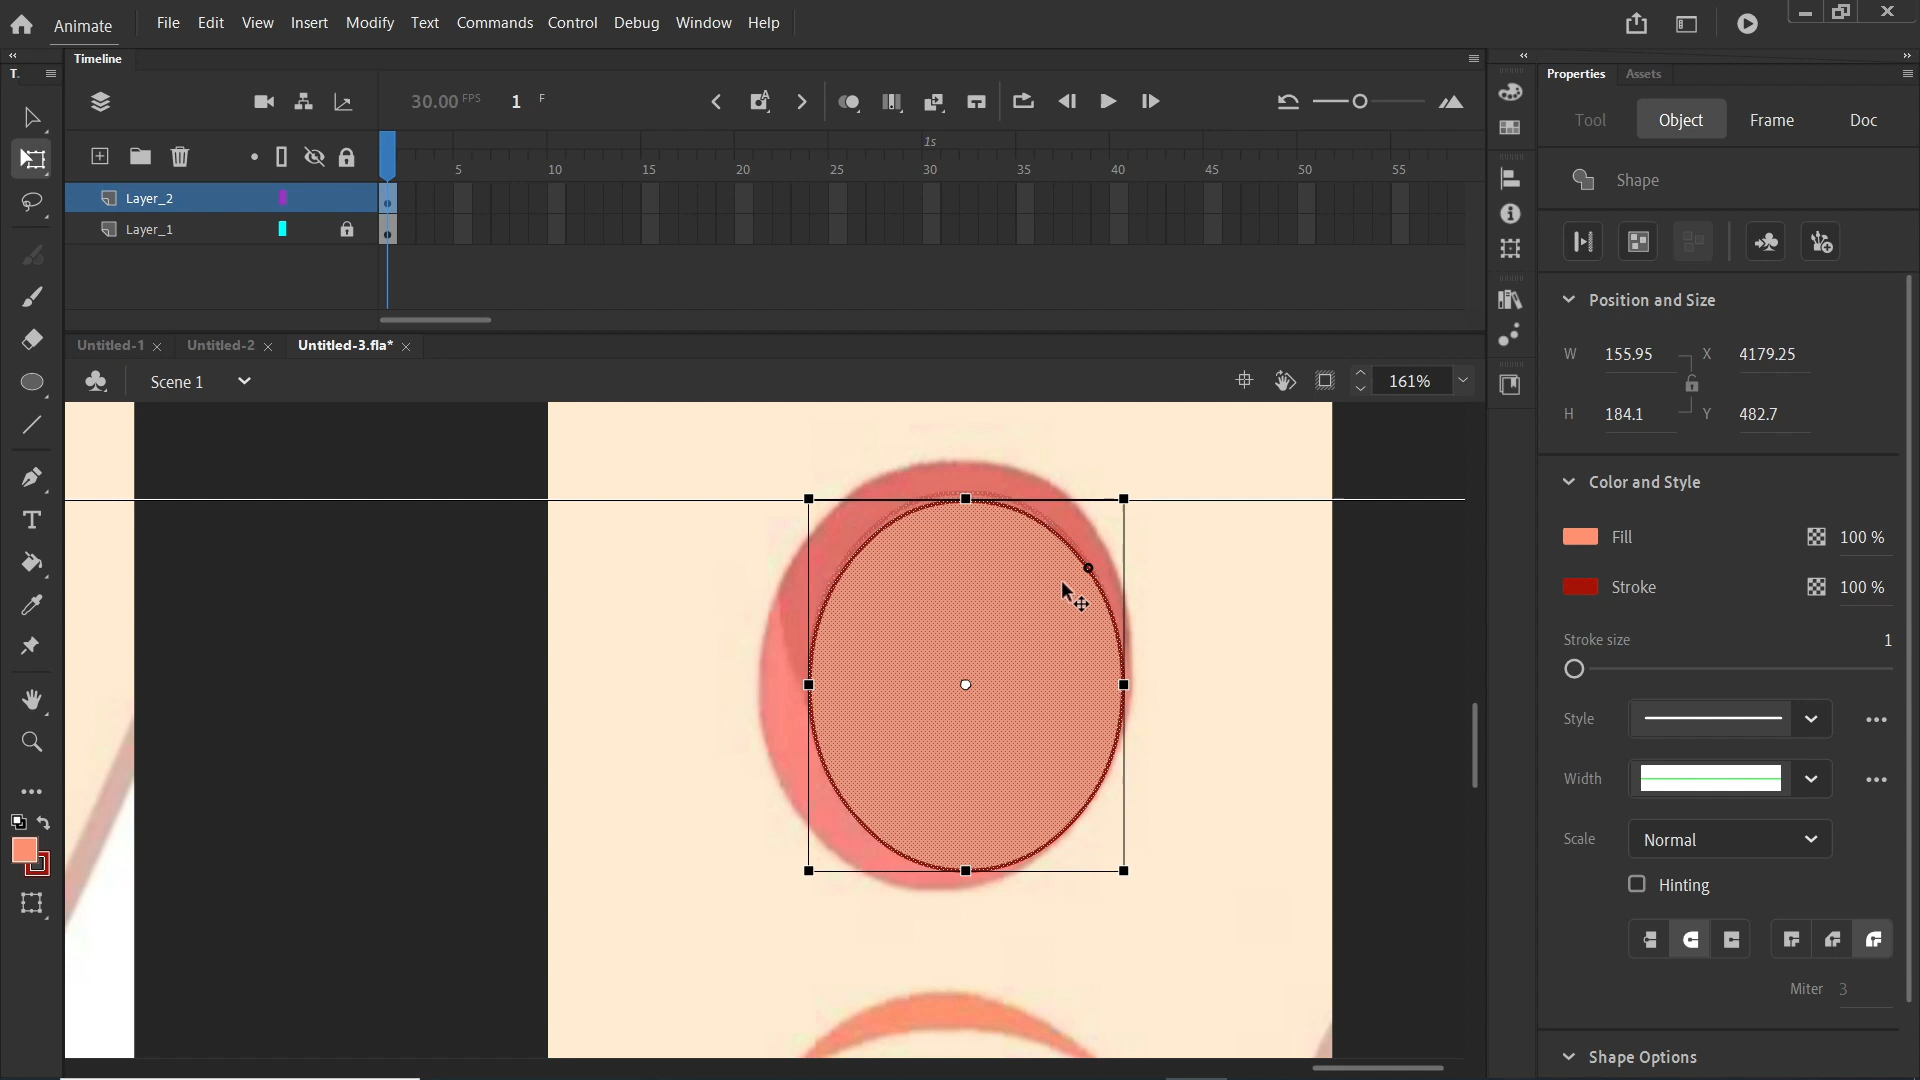 Animate File Edit View Insert Modify Text Commands Control Debug Window Help
Timeline
T.
Properties Assets
30.00 FPS 1 F
Tool Object Frame Doc
1s
5 10 15 20 25 30 35 40 45 50 55
Shape
Layer_2
Layer_1
Position and Size
Untitled-1 Untitled-2 Untitled-3.fla*
W 155.95 X 4179.25
Scene 1 161%
H 184.1 Y 482.7
Color and Style
Fill 100 %
Stroke 100 %
Stroke size 1
Style
Width
Scale Normal
Hinting
Miter 3
Shape Options